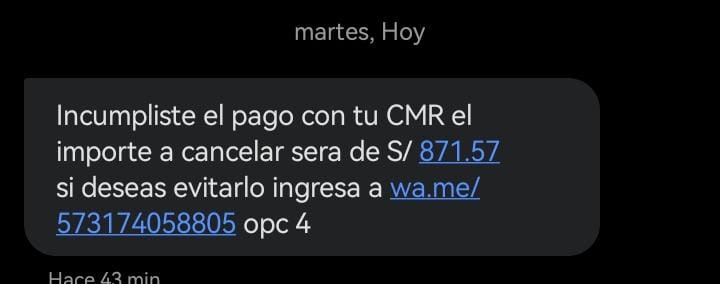 martes, Hoy
Incumpliste el pago con tu CMR el
importe a cancelar sera de S/ 871.57
si deseas evitarlo ingresa a wa.me/
573174058805 opc 4
Hace 43 min